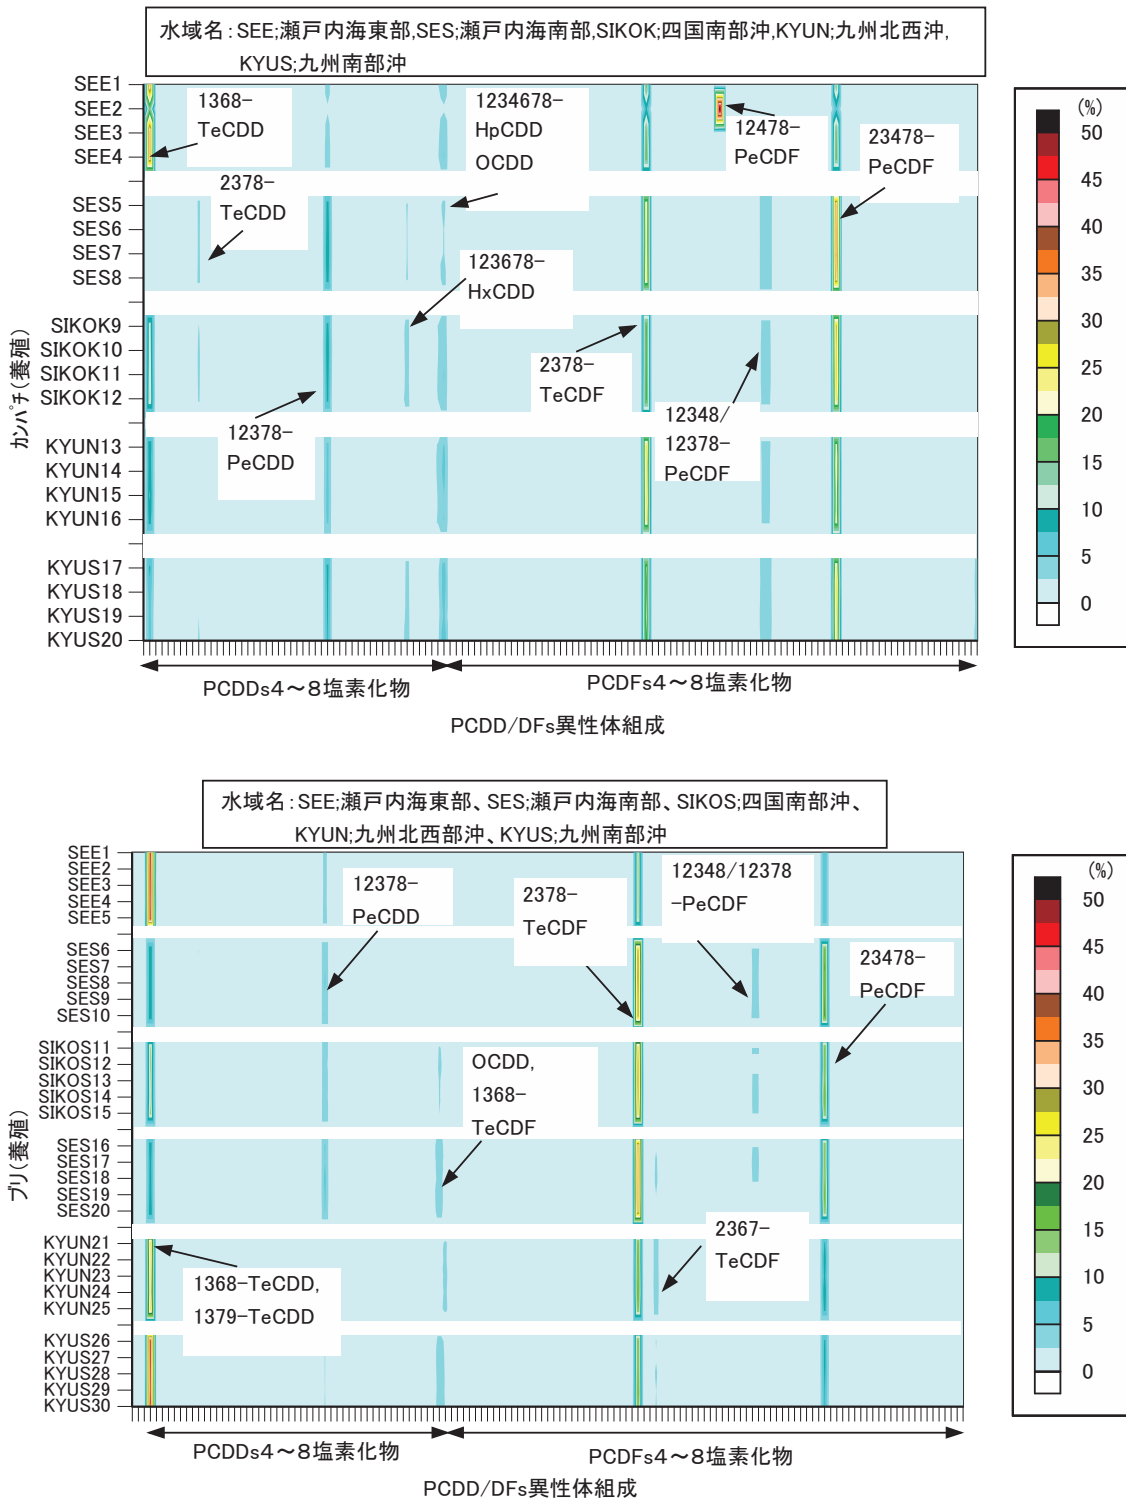 水域名：SEE;瀬戸内海東部,SES;瀬戸内海南部,SIKOK;四国南部沖,KYUN;九州北西沖,
KYUS;九州南部沖
SEE1
SEE2
SEE3
SEE4
SES5
SES6
SES7
SES8
SIKOK9
SIKOK10
SIKOK11
SIKOK12
KYUN13
KYUN14
KYUN15
KYUN16
KYUS17
KYUS18
KYUS19
KYUS20
カンパチ(養殖)
1368-
TeCDD
2378-
TeCDD
1234678-
HpCDD
OCDD
12478-
PeCDF
23478-
PeCDF
123678-
HxCDD
2378-
TeCDF
12348/
12378-
PeCDF
12378-
PeCDD
(%)
50
45
40
35
30
25
20
15
10
5
0
PCDDs4～8塩素化物
PCDFs4～8塩素化物
PCDD/DFs異性体組成
水域名：SEE;瀬戸内海東部、SES;瀬戸内海南部、SIKOS;四国南部沖、
KYUN;九州北西部沖、KYUS;九州南部沖
SEE1
SEE2
SEE3
SEE4
SEE5
SES6
SES7
SES8
SES9
SES10
SIKOS11
SIKOS12
SIKOS13
SIKOS14
SIKOS15
SES16
SES17
SES18
SES19
SES20
KYUN21
KYUN22
KYUN23
KYUN24
KYUN25
KYUS26
KYUS27
KYUS28
KYUS29
KYUS30
ブリ(養殖)
12378-
PeCDD
2378-
TeCDF
12348/12378
-PeCDF
23478-
PeCDF
OCDD,
1368-
TeCDF
2367-
TeCDF
1368-TeCDD,
1379-TeCDD
(%)
50
45
40
35
30
25
20
15
10
5
0
PCDDs4～8塩素化物
PCDFs4～8塩素化物
PCDD/DFs異性体組成